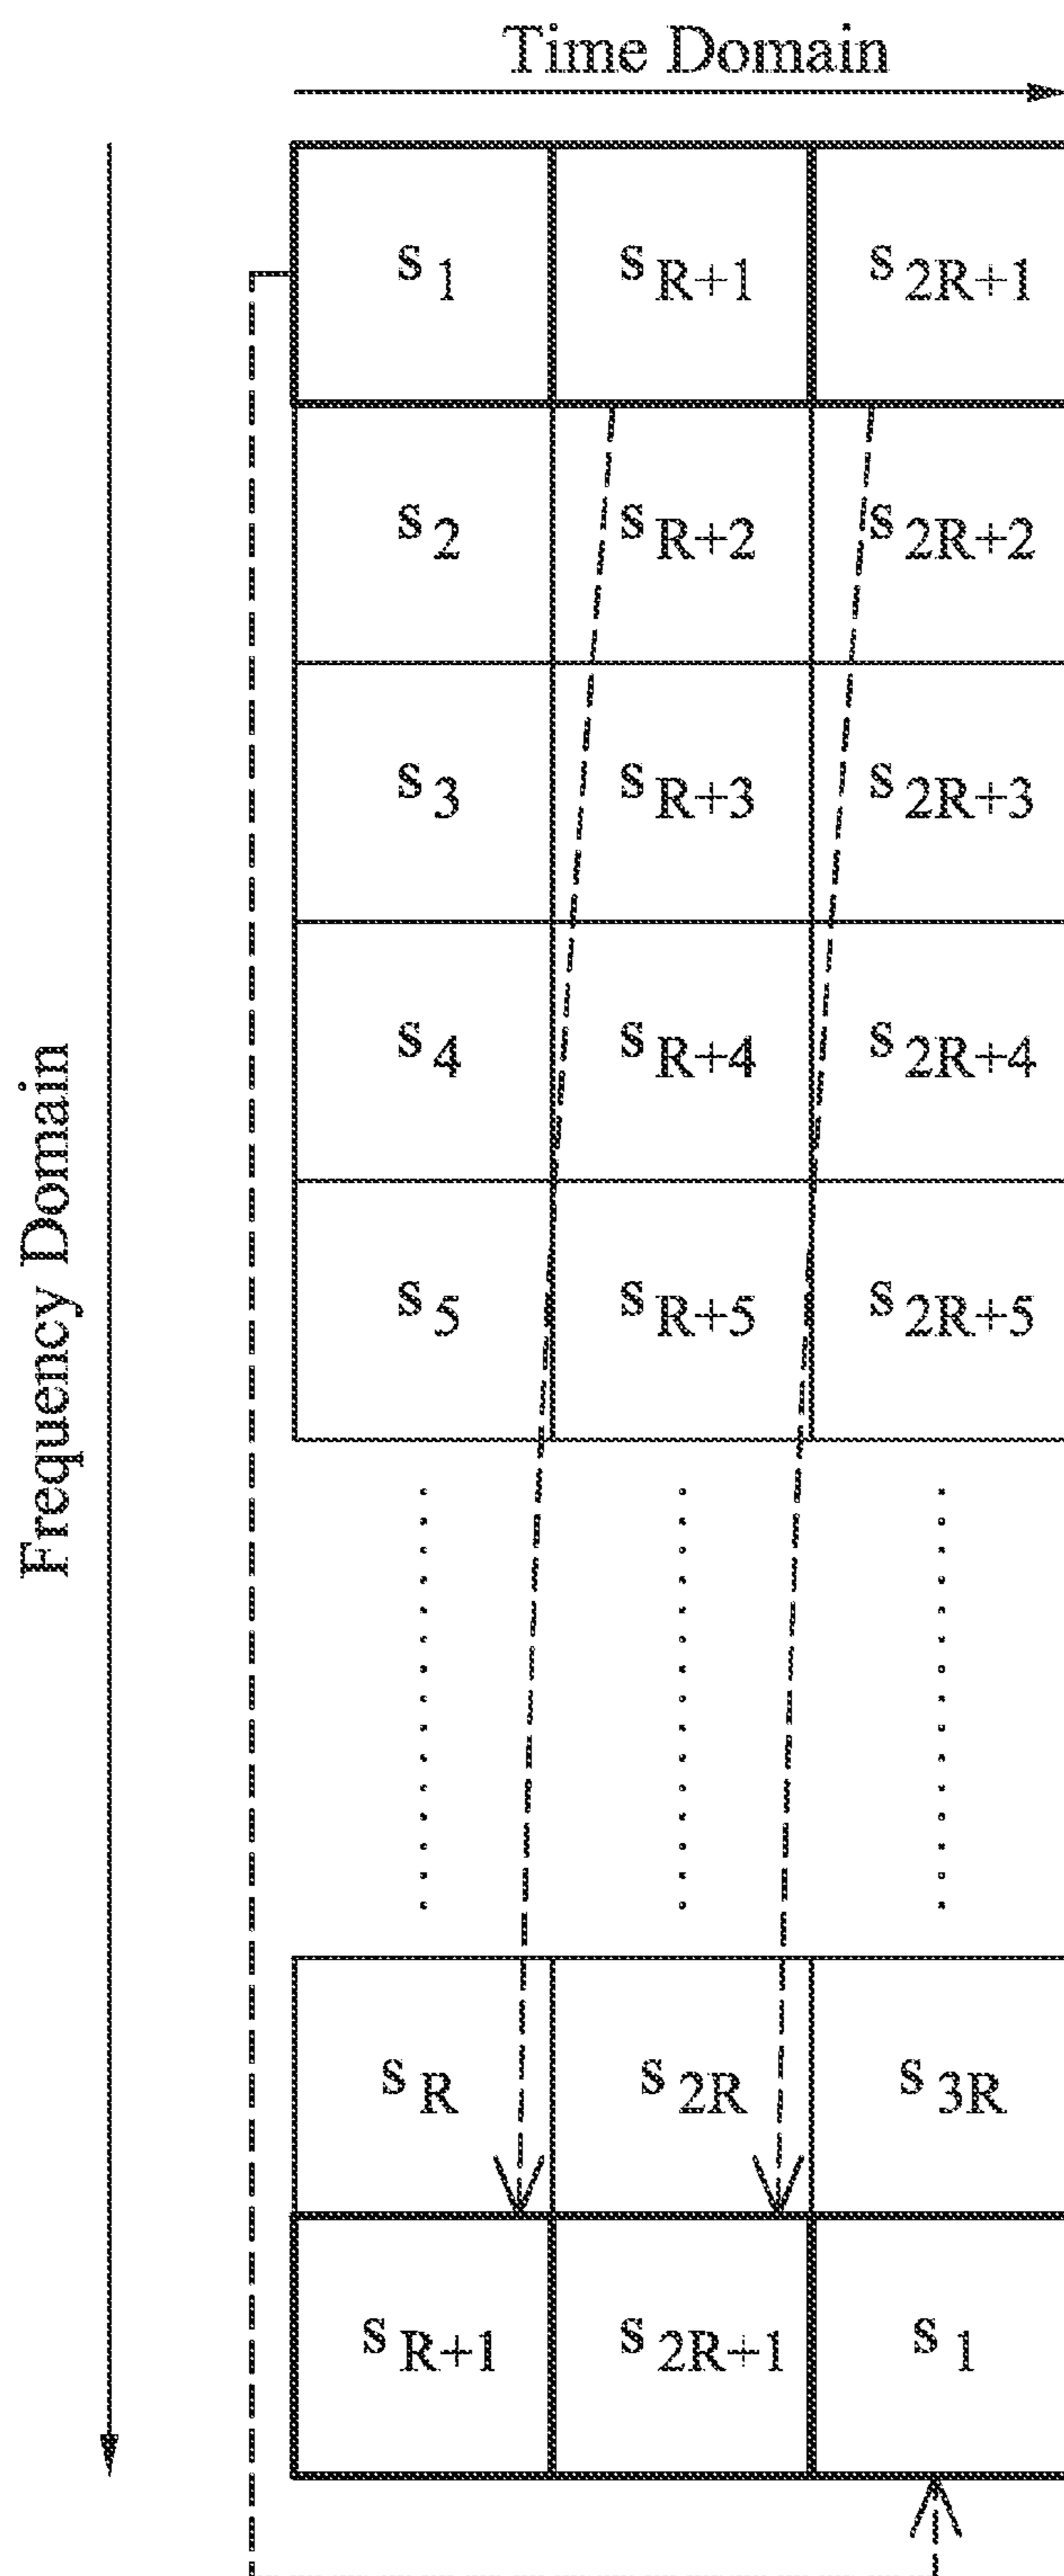 Time Domain
Frequency Domain
s1 sR+1 s2R+1
s2 sR+2 s2R+2
s3 sR+3 s2R+3
s4 sR+4 s2R+4
s5 sR+5 s2R+5
sR s2R s3R
sR+1 s2R+1 s1